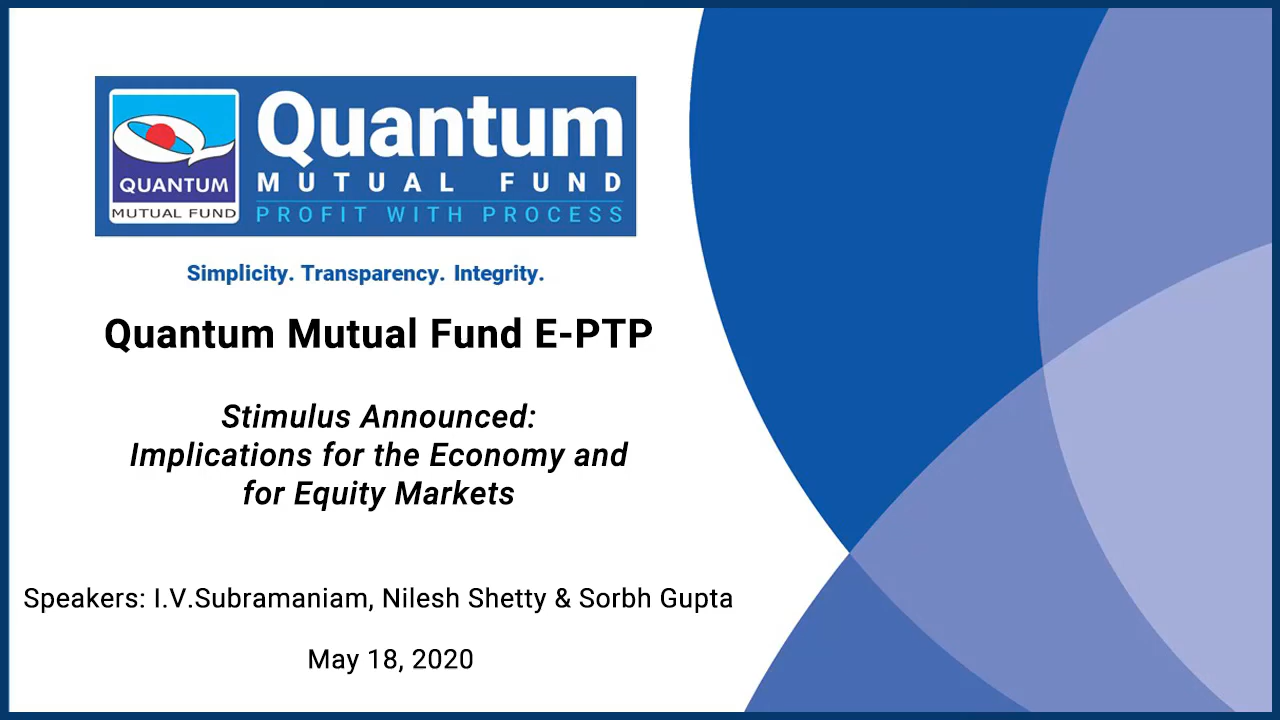 QUANTUM
MUTUAL FUND
Quantum
MUTUAL FUND
PROFIT WITH PROCESS
Simplicity. Transparency. Integrity.
Quantum Mutual Fund E-PTP
Stimulus Announced:
Implications for the Economy and
for Equity Markets
Speakers: I.V.Subramaniam, Nilesh Shetty & Sorbh Gupta
May 18, 2020